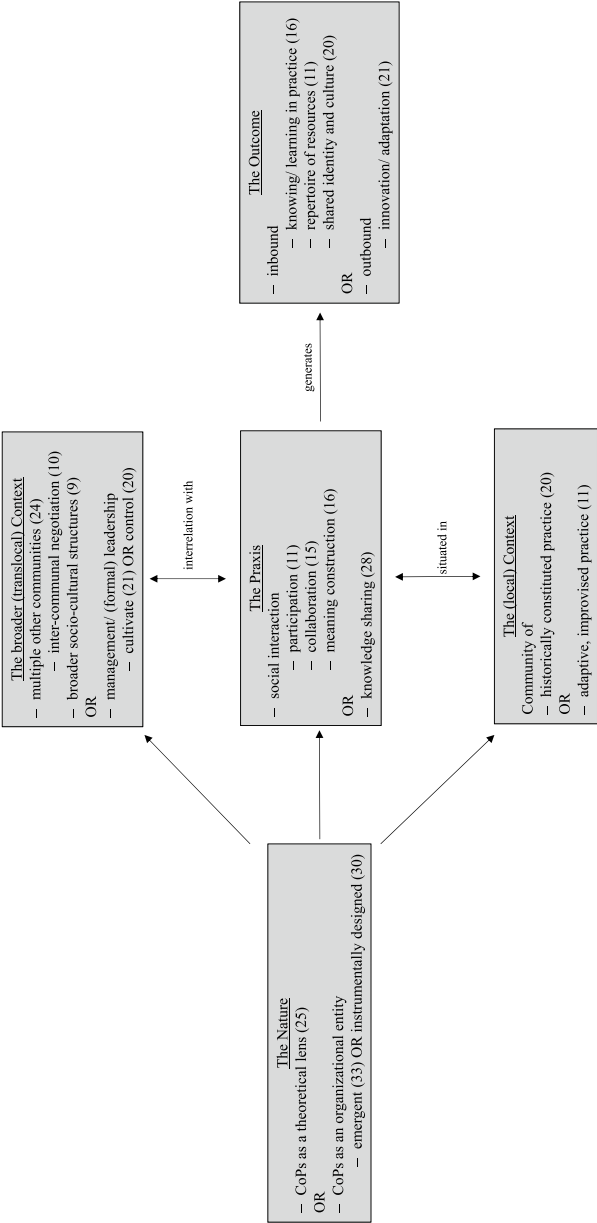 The Nature
– CoPs as a theoretical lens (25)
OR
– CoPs as an organizational entity
– emergent (33) OR instrumentally designed (30)
The broader (translocal) Context
– multiple other communities (24)
– inter-communal negotiation (10)
– broader socio-cultural structures (9)
OR
– management/ (formal) leadership
– cultivate (21) OR control (20)
interrelation with
The Praxis
– social interaction
– participation (11)
– collaboration (15)
– meaning construction (16)
OR
– knowledge sharing (28)
situated in
The (local) Context
Community of
– historically constituted practice (20)
OR
– adaptive, improvised practice (11)
generates
The Outcome
– inbound
– knowing/ learning in practice (16)
– repertoire of resources (11)
– shared identity and culture (20)
OR
– outbound
– innovation/ adaptation (21)